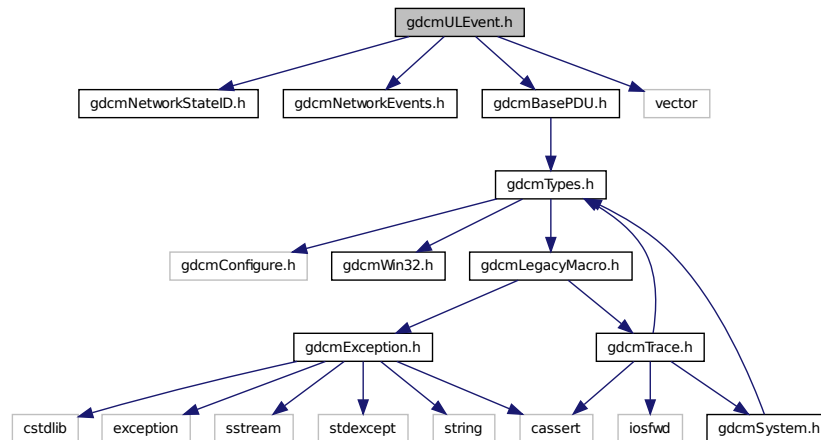 gdcmULEvent.h
gdcmNetworkStateID.h
gdcmNetworkEvents.h
gdcmBasePDU.h
vector
gdcmTypes.h
gdcmConfigure.h
gdcmWin32.h
gdcmLegacyMacro.h
gdcmException.h
gdcmTrace.h
cstdlib
exception
sstream
stdexcept
string
cassert
iosfwd
gdcmSystem.h